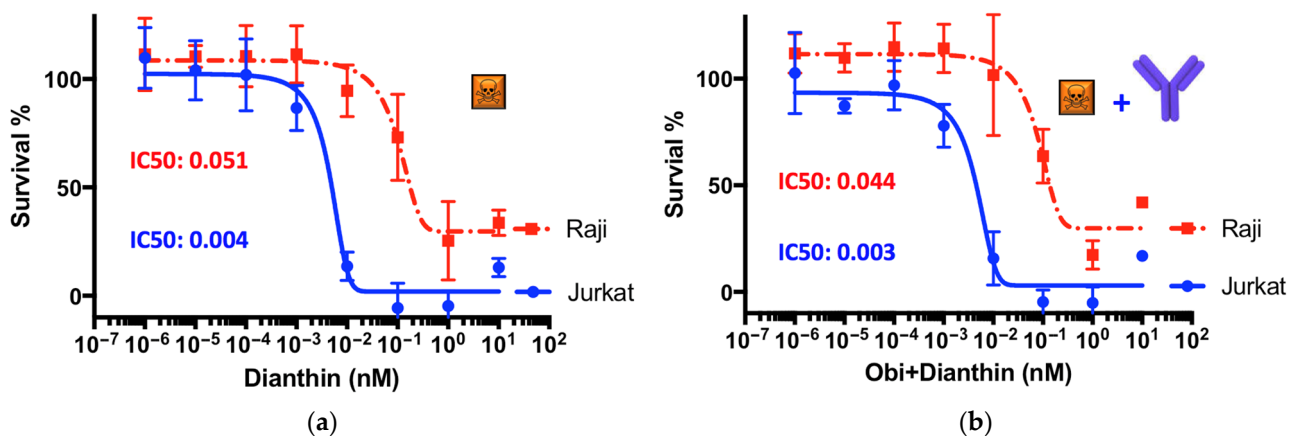 Survival %
100
50
0
IC50: 0.051
IC50: 0.004
Raji
Jurkat
10⁻⁷ 10⁻⁶ 10⁻⁵ 10⁻⁴ 10⁻³ 10⁻² 10⁻¹ 10⁰ 10¹ 10²
Dianthin (nM)
(a)
Survial %
100
50
0
+
IC50: 0.044
IC50: 0.003
Raji
Jurkat
10⁻⁷ 10⁻⁶ 10⁻⁵ 10⁻⁴ 10⁻³ 10⁻² 10⁻¹ 10⁰ 10¹ 10²
Obi+Dianthin (nM)
(b)